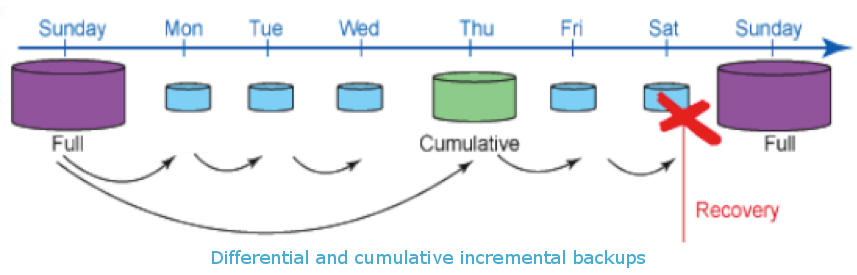 Sunday Mon Tue Wed Thu Fri Sat Sunday
Full Cumulative Full
Recovery
Differential and cumulative incremental backups